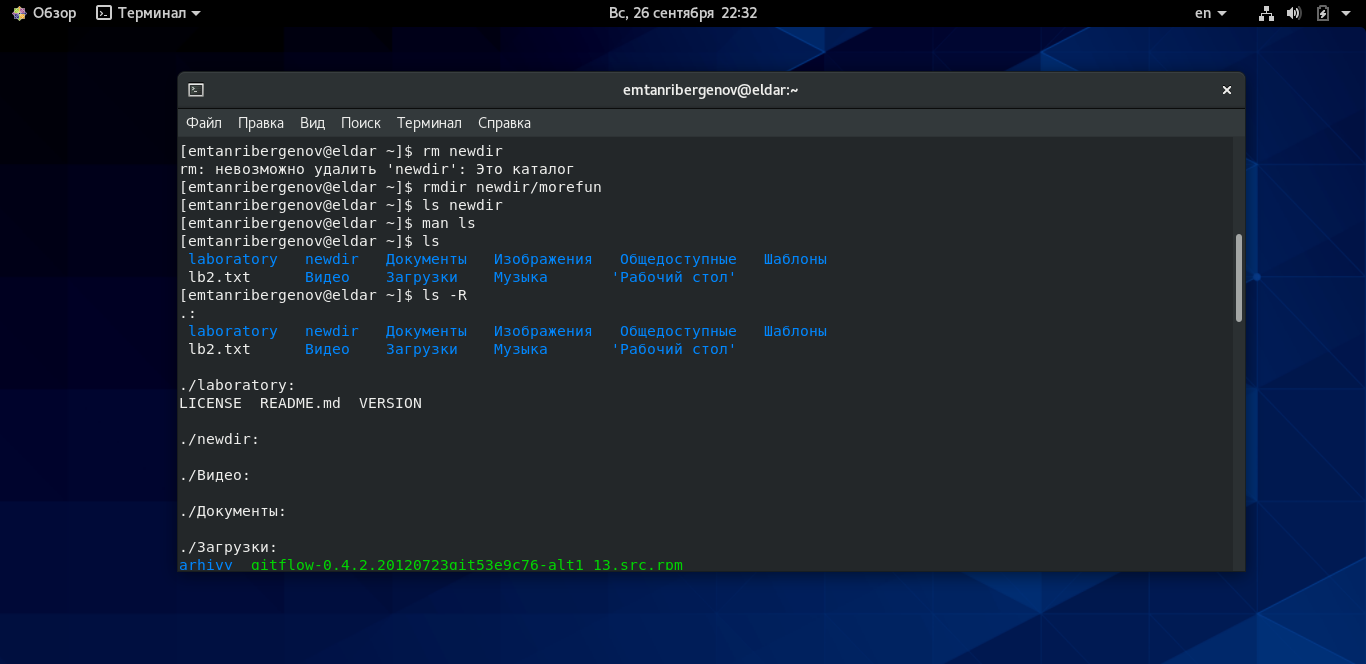 Обзор Терминал Вс, 26 сентября 22:32 en
emtanribergenov@eldar:~
Файл Правка Вид Поиск Терминал Справка
[emtanribergenov@eldar ~]$ rm newdir
rm: невозможно удалить 'newdir': Это каталог
[emtanribergenov@eldar ~]$ rmdir newdir/morefun
[emtanribergenov@eldar ~]$ ls newdir
[emtanribergenov@eldar ~]$ man ls
[emtanribergenov@eldar ~]$ ls
laboratory newdir Документы Изображения Общедоступные Шаблоны
lb2.txt Видео Загрузки Музыка 'Рабочий стол'
[emtanribergenov@eldar ~]$ ls -R
.:
laboratory newdir Документы Изображения Общедоступные Шаблоны
lb2.txt Видео Загрузки Музыка 'Рабочий стол'
./laboratory:
LICENSE README.md VERSION
./newdir:
./Видео:
./Документы:
./Загрузки:
arhivy gitflow-0.4.2.20120723git53e9c76-alt1_13.src.rpm